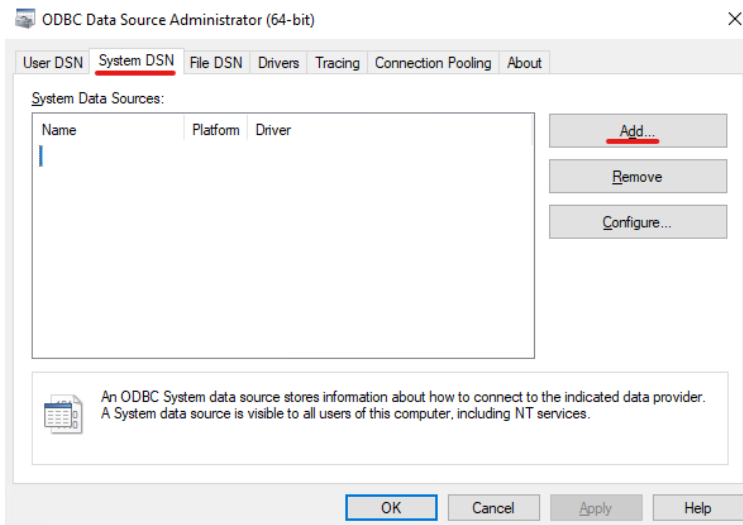 ODBC Data Source Administrator (64-bit)
User DSN System DSN File DSN Drivers Tracing Connection Pooling About
System Data Sources:
Name Platform Driver
Add...
Remove
Configure...
An ODBC System data source stores information about how to connect to the indicated data provider.
A System data source is visible to all users of this computer, including NT services.
OK Cancel Apply Help